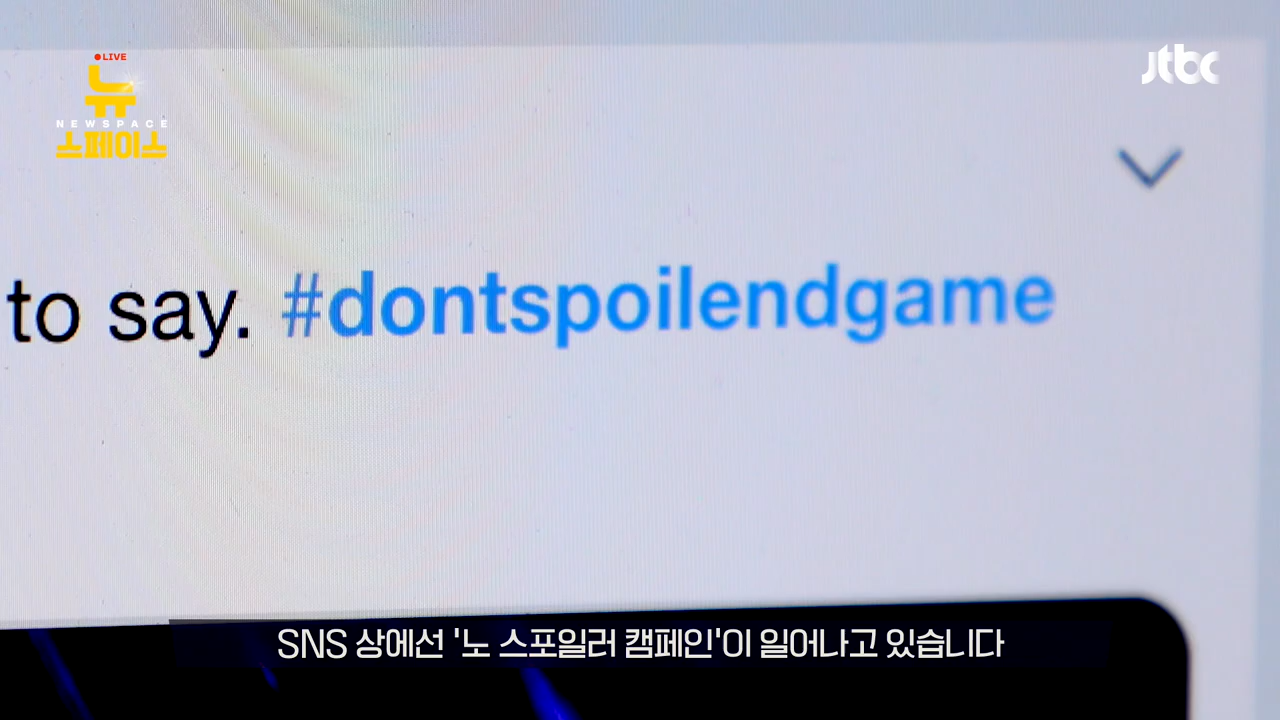 LIVE
뉴
NEWSPACE
스페이스
jtbc
to say. #dontspoilendgame
SNS 상에선 '노 스포일러 캠페인'이 일어나고 있습니다